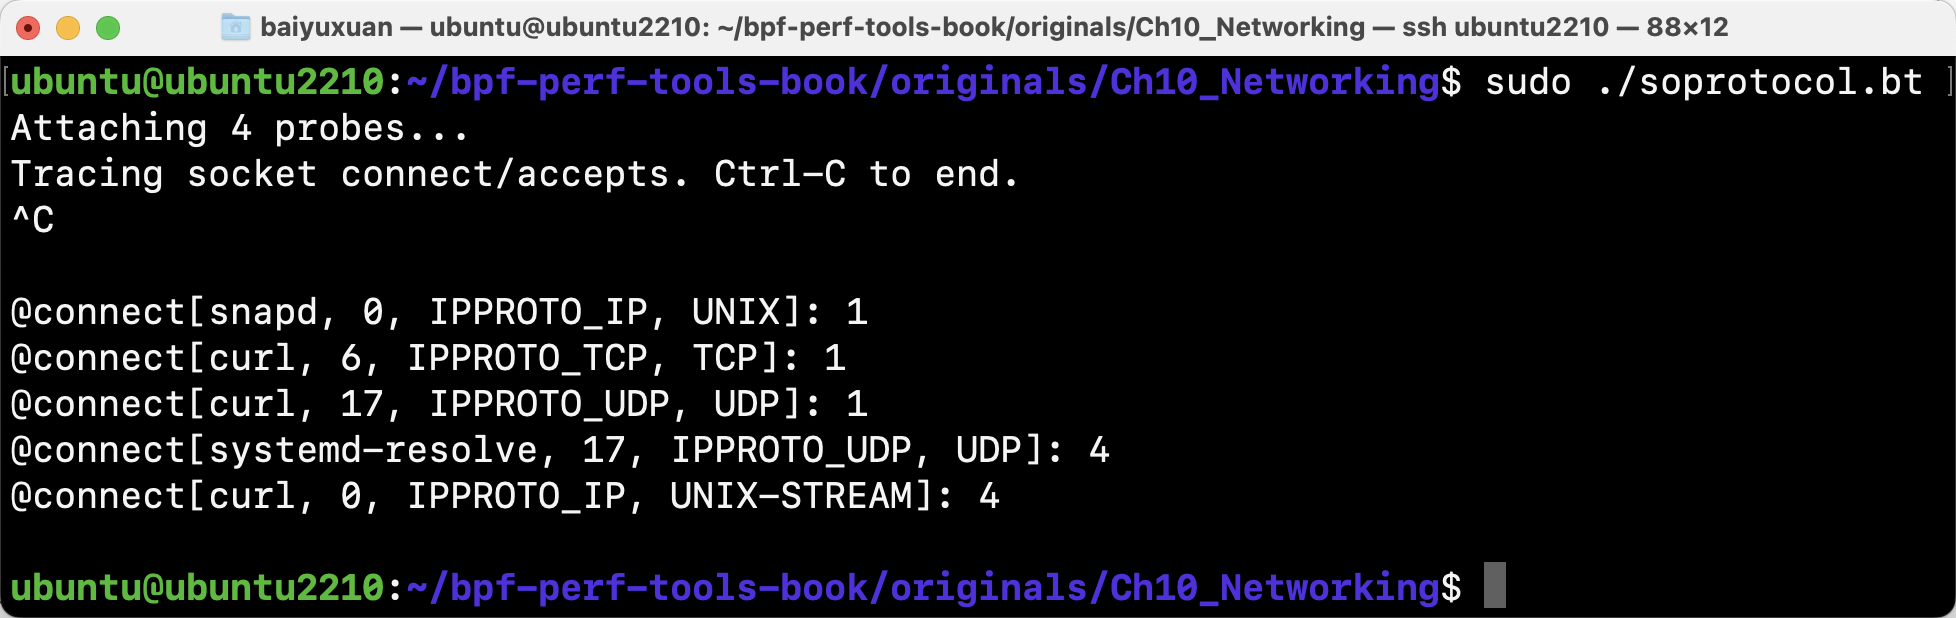 baiyuxuan — ubuntu@ubuntu2210: ~/bpf-perf-tools-book/originals/Ch10_Networking — ssh ubuntu2210 — 88×12
[ubuntu@ubuntu2210:~/bpf-perf-tools-book/originals/Ch10_Networking$ sudo ./soprotocol.bt ]
Attaching 4 probes...
Tracing socket connect/accepts. Ctrl-C to end.
^C
@connect[snapd, 0, IPPROTO_IP, UNIX]: 1
@connect[curl, 6, IPPROTO_TCP, TCP]: 1
@connect[curl, 17, IPPROTO_UDP, UDP]: 1
@connect[systemd-resolve, 17, IPPROTO_UDP, UDP]: 4
@connect[curl, 0, IPPROTO_IP, UNIX-STREAM]: 4
ubuntu@ubuntu2210:~/bpf-perf-tools-book/originals/Ch10_Networking$